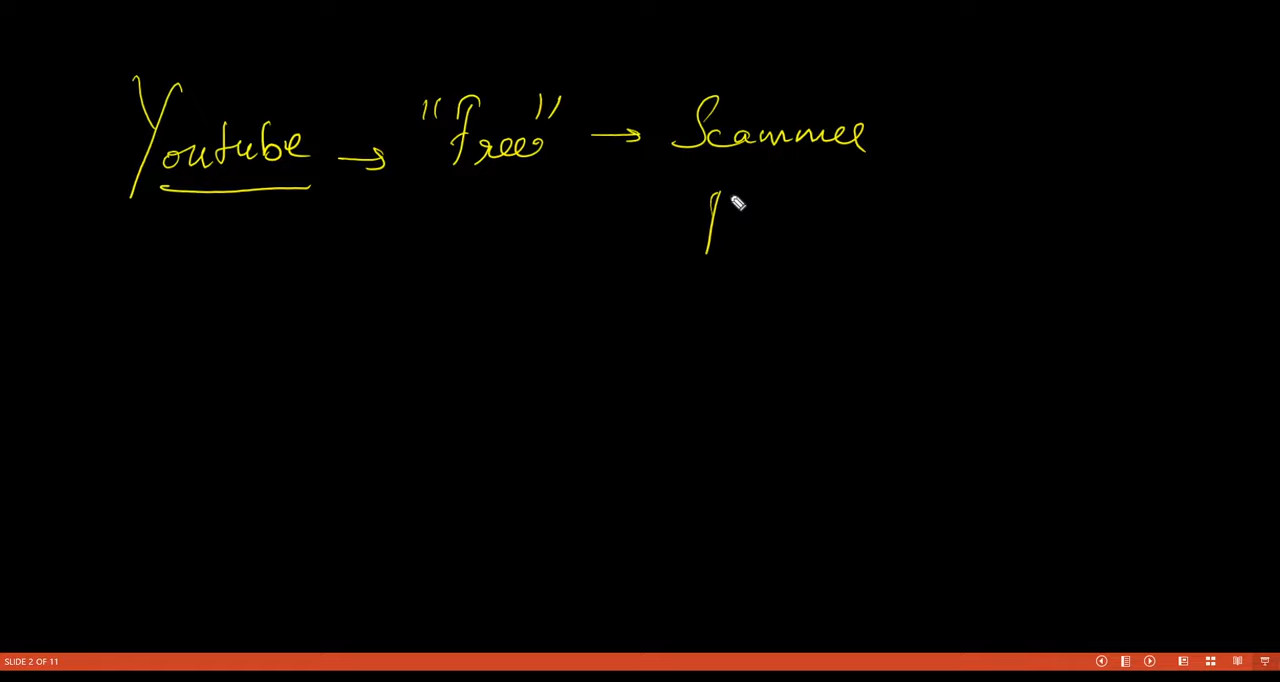 Youtube → "Free" → Scammer
SLIDE 2 OF 11